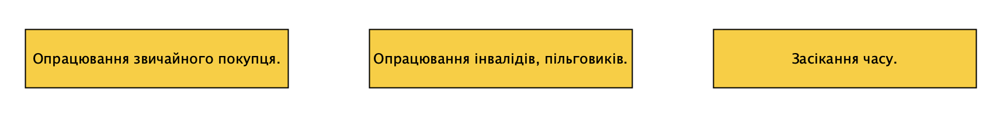 Опрацювання звичайного покупця.
Опрацювання інвалідів, пільговиків.
Засікання часу.